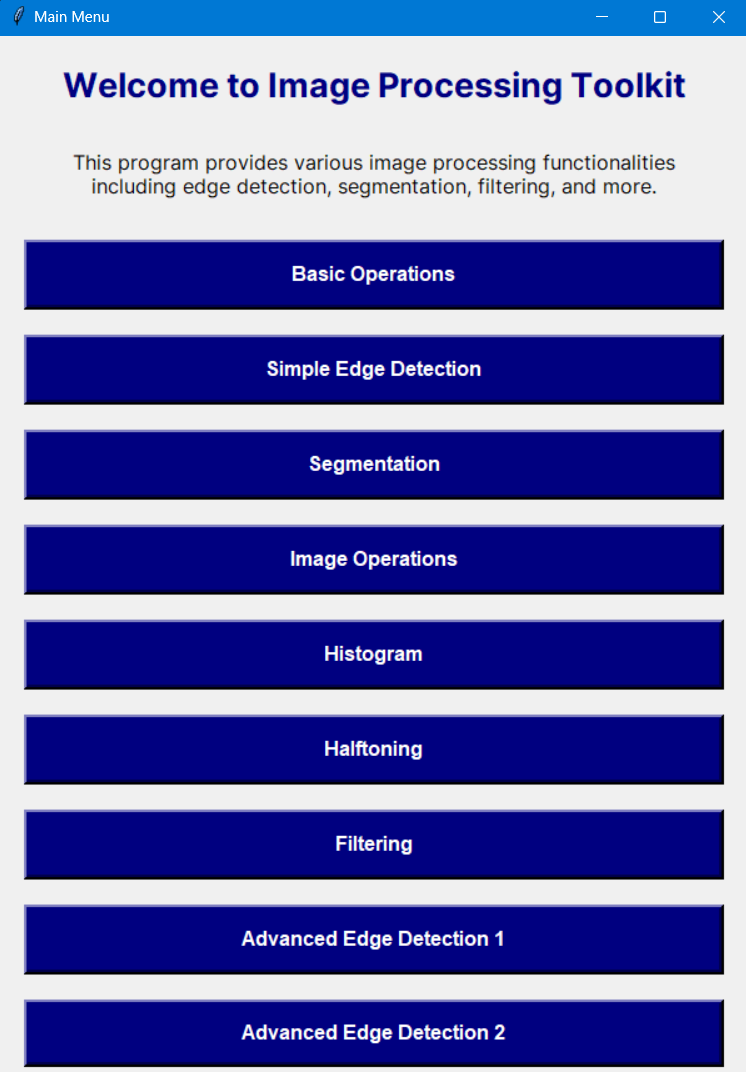 Main Menu
Welcome to Image Processing Toolkit
This program provides various image processing functionalities
including edge detection, segmentation, filtering, and more.
Basic Operations
Simple Edge Detection
Segmentation
Image Operations
Histogram
Halftoning
Filtering
Advanced Edge Detection 1
Advanced Edge Detection 2